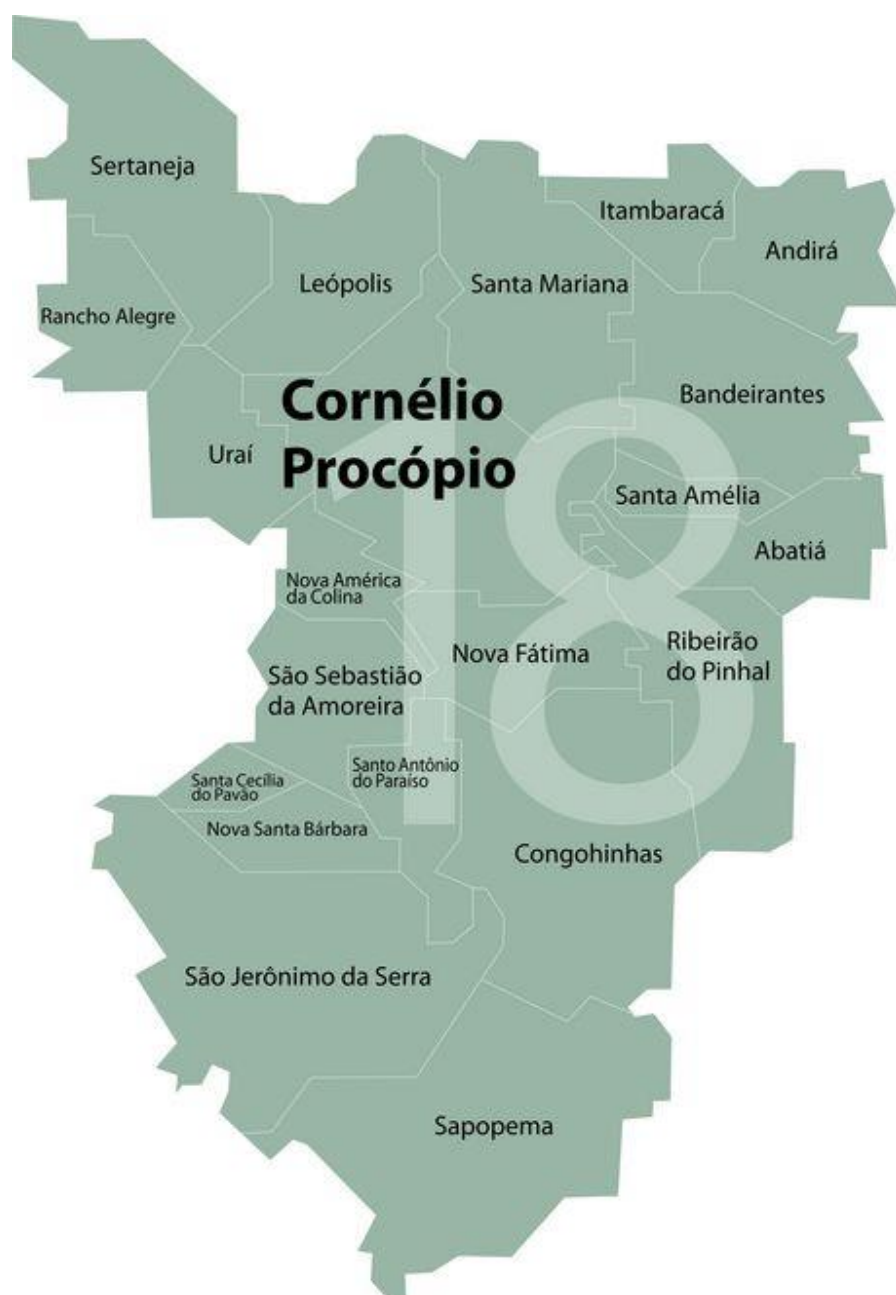 Sertaneja
Itambaracá
Andirá
Leópolis
Santa Mariana
Rancho Alegre
Cornélio
Procópio
Bandeirantes
Uraí
Santa Amélia
18
Abatiá
Nova América
da Colina
Nova Fátima
Ribeirão
do Pinhal
São Sebastião
da Amoreira
Santo Antônio
do Paraíso
Santa Cecília
do Pavão
Nova Santa Bárbara
Congohinhas
São Jerônimo da Serra
Sapopema